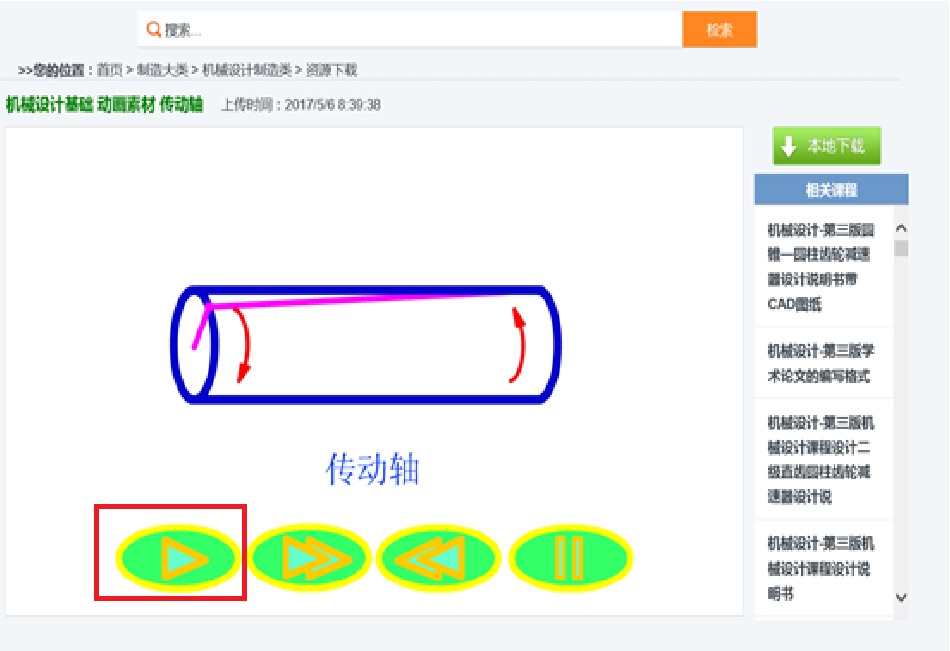 搜索...
检索
>>您的位置：首页 > 制造大类 > 机械设计制造类 > 资源下载
机械设计基础 动画素材 传动轴 上传时间：2017/5/6 8:39:38
本地下载
相关课程
机械设计-第三版圆
锥—圆柱齿轮减速
器设计说明书带
CAD图纸
机械设计-第三版学
术论文的编写格式
机械设计-第三版机
械设计课程设计二
级直齿圆柱齿轮减
速器设计说
机械设计-第三版机
械设计课程设计说
明书
传动轴